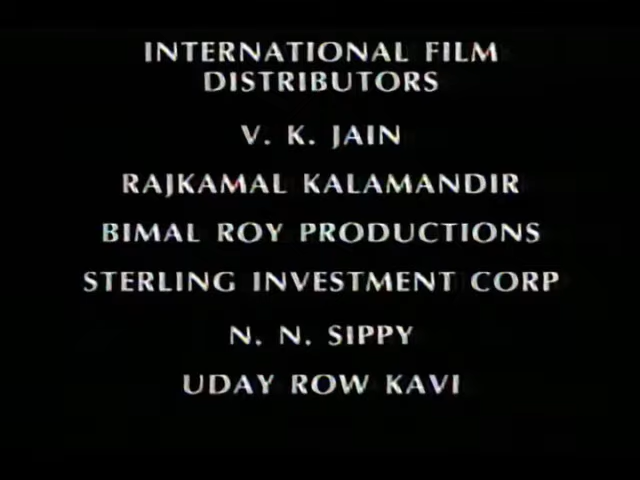 INTERNATIONAL FILM
DISTRIBUTORS
V. K. JAIN
RAJKAMAL KALAMANDIR
BIMAL ROY PRODUCTIONS
STERLING INVESTMENT CORP
N. N. SIPPY
UDAY ROW KAVI